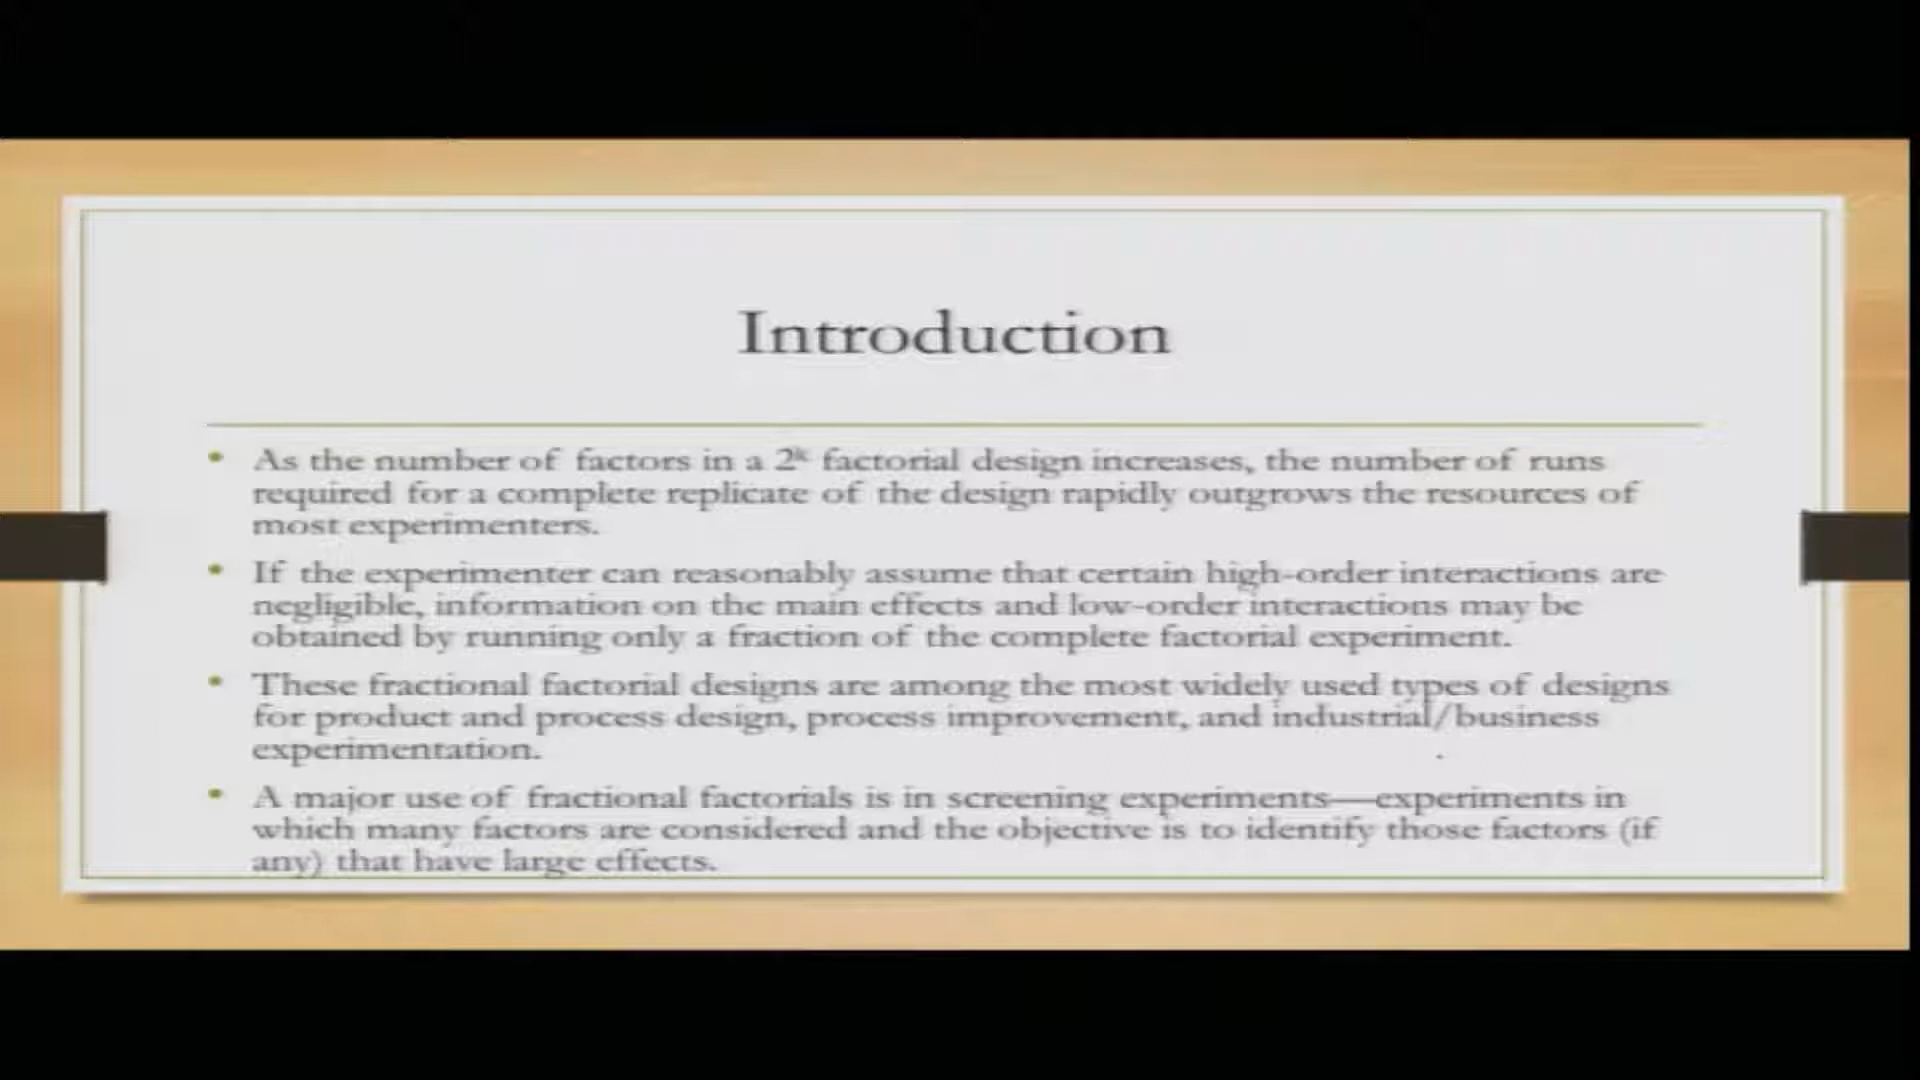 Introduction
• As the number of factors in a 2ᵏ factorial design increases, the number of runs
required for a complete replicate of the design rapidly outgrows the resources of
most experimenters.
• If the experimenter can reasonably assume that certain high-order interactions are
negligible, information on the main effects and low-order interactions may be
obtained by running only a fraction of the complete factorial experiment.
• These fractional factorial designs are among the most widely used types of designs
for product and process design, process improvement, and industrial/business
experimentation.
• A major use of fractional factorials is in screening experiments—experiments in
which many factors are considered and the objective is to identify those factors (if
any) that have large effects.